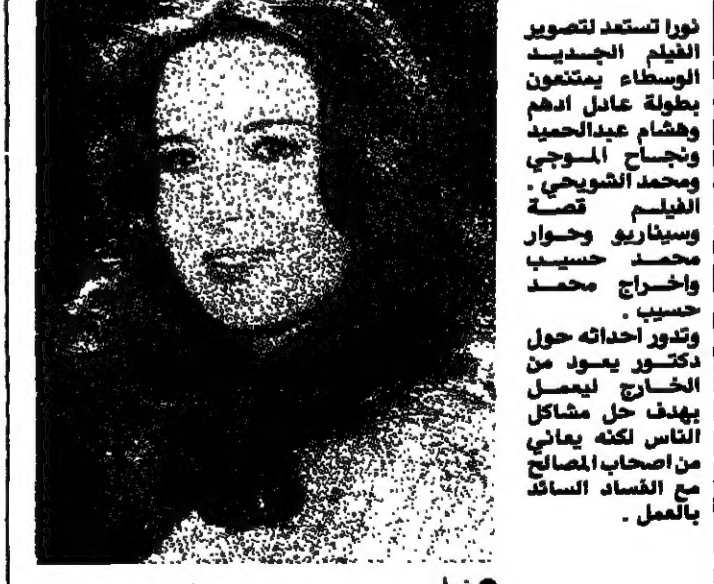 نورا تستعد لتصوير
الفيلم الجديد
الوسطاء يمتنعون
بطولة عادل ادهم
وهشام عبدالحميد
ونجاح الموجي
ومحمد الشويحي .
الفيلم قصة
وسيناريو وحوار
محمد حسيب
واخراج محمد
حسيب .
وتدور احداثه حول
دكتور يعود من
الخارج ليعمل
بهدف حل مشاكل
الناس لكنه يعاني
من اصحاب المصالح
مع الفساد السائد
بالعمل .